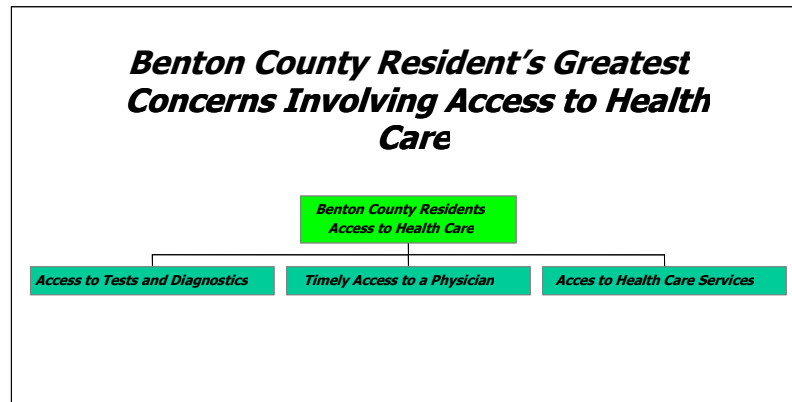 Benton County Resident’s Greatest
Concerns Involving Access to Health
Care
Benton County Residents
Access to Health Care
Access to Tests and Diagnostics
Timely Access to a Physician
Acces to Health Care Services